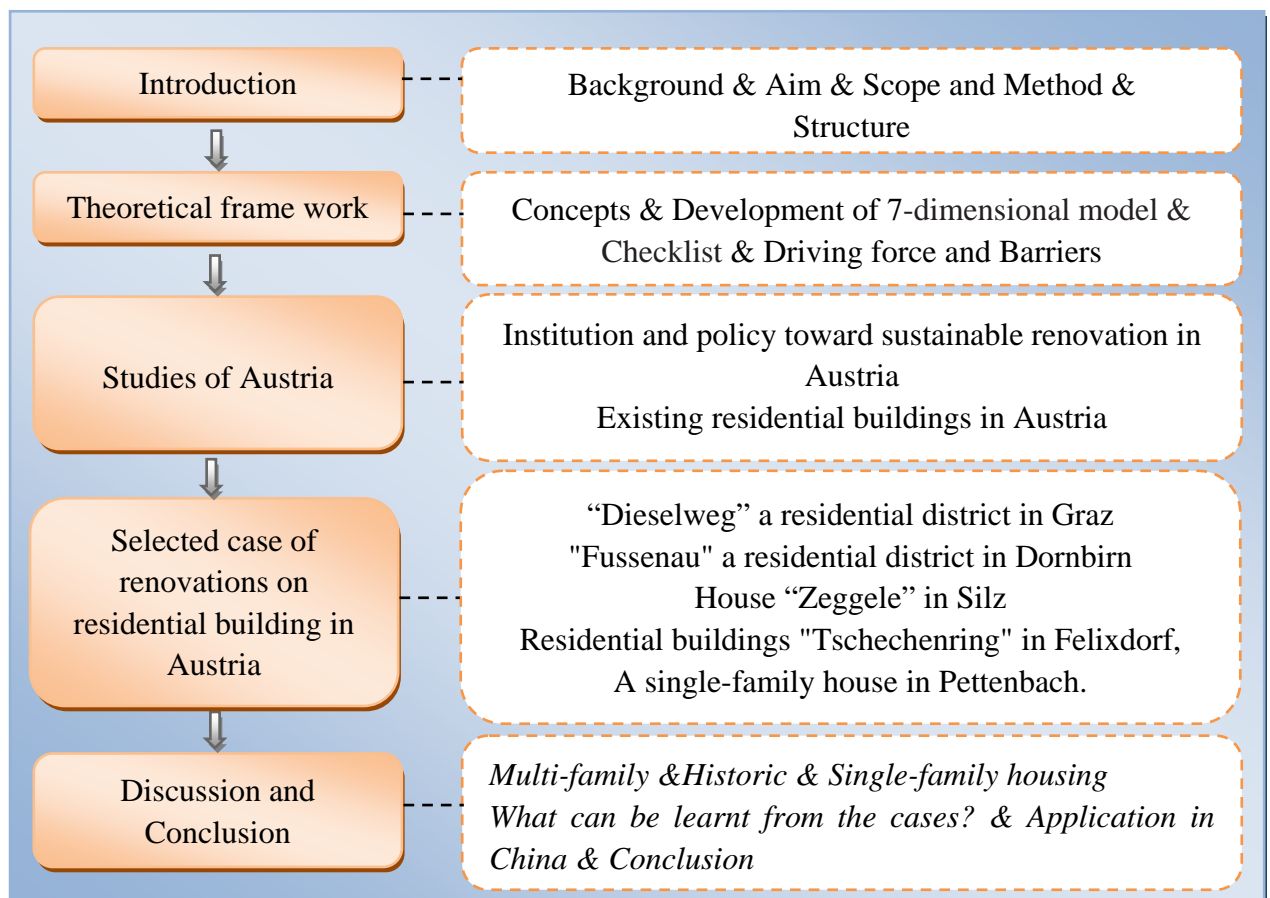 Introduction
Background & Aim & Scope and Method &
Structure
Theoretical frame work
Concepts & Development of 7-dimensional model &
Checklist & Driving force and Barriers
Studies of Austria
Institution and policy toward sustainable renovation in
Austria
Existing residential buildings in Austria
Selected case of
renovations on
residential building in
Austria
“Dieselweg” a residential district in Graz
"Fussenau" a residential district in Dornbirn
House “Zeggele” in Silz
Residential buildings "Tschechenring" in Felixdorf,
A single-family house in Pettenbach.
Discussion and
Conclusion
Multi-family &Historic & Single-family housing
What can be learnt from the cases? & Application in
China & Conclusion